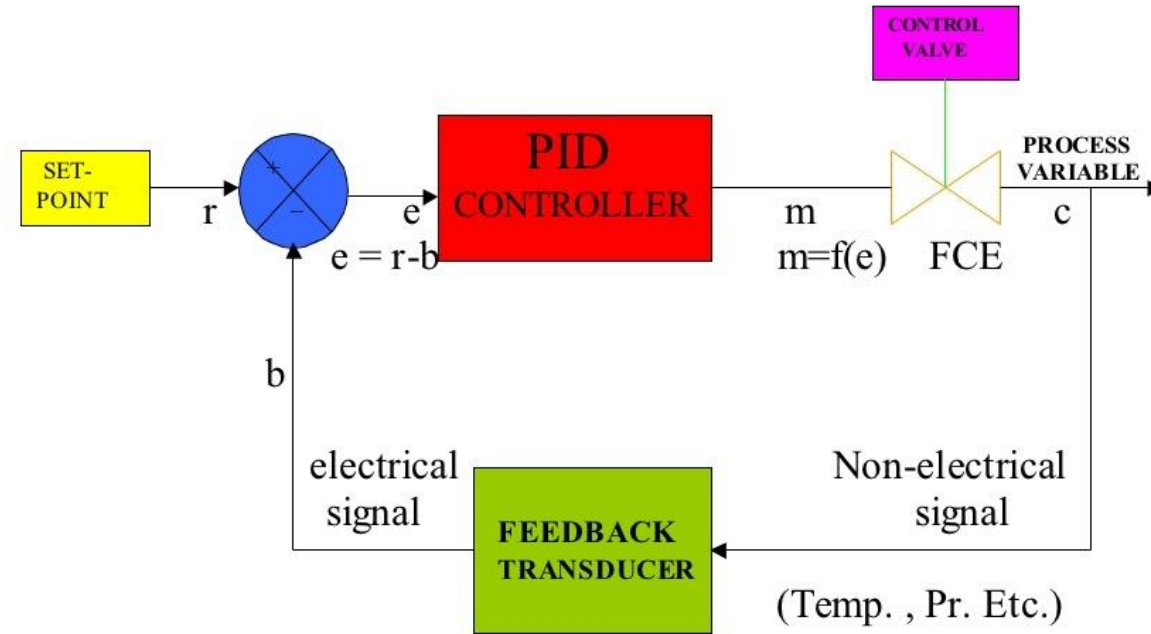 CONTROL
VALVE
SET-
POINT
r
+
−
e
e = r-b
PID
CONTROLLER
m
m=f(e)
FCE
PROCESS
VARIABLE
c
b
electrical
signal
FEEDBACK
TRANSDUCER
Non-electrical
signal
(Temp. , Pr. Etc.)